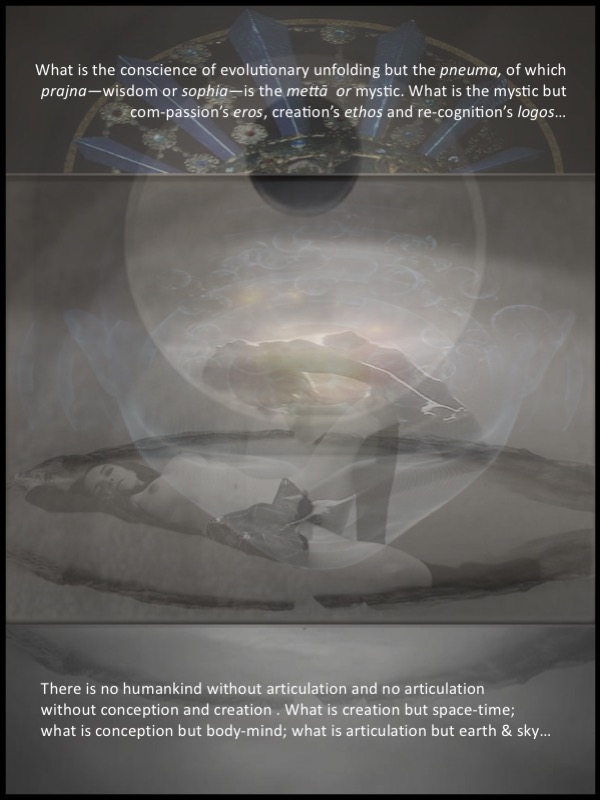 What is the conscience of evolutionary unfolding but the pneuma, of which
prajna—wisdom or sophia—is the mettā or mystic. What is the mystic but
com-passion's eros, creation's ethos and re-cognition's logos…
There is no humankind without articulation and no articulation
without conception and creation . What is creation but space-time;
what is conception but body-mind; what is articulation but earth & sky…